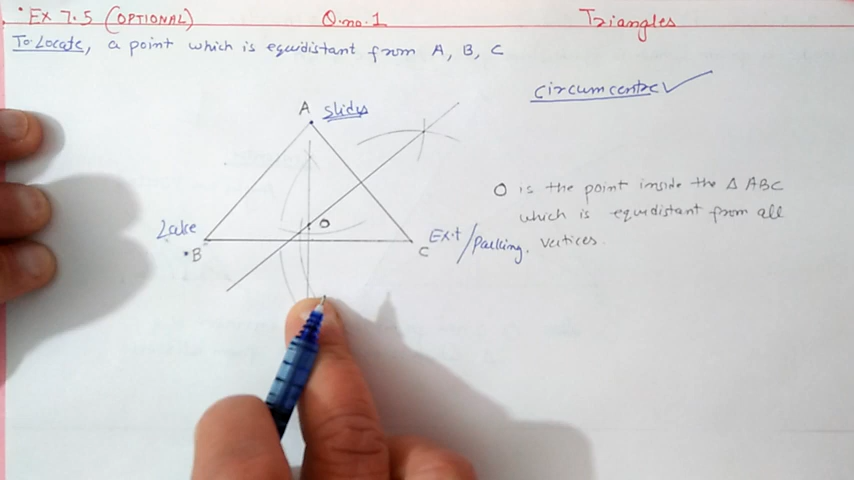 Ex 7.5 (OPTIONAL) Q.no.1 Triangles
To Locate, a point which is equidistant from A, B, C
circumcentre
A slides
O is the point inside the Δ ABC
which is equidistant from all
vertices.
O
Lake
B
C Exit/Parking.